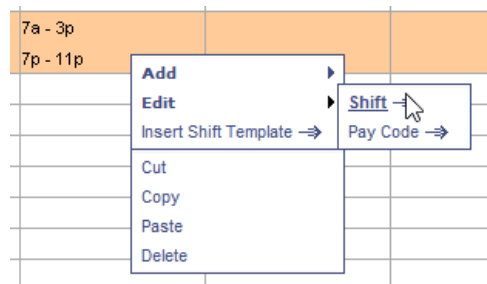 7a - 3p
7p - 11p
Add
Edit
Shift
Insert Shift Template
Pay Code
Cut
Copy
Paste
Delete